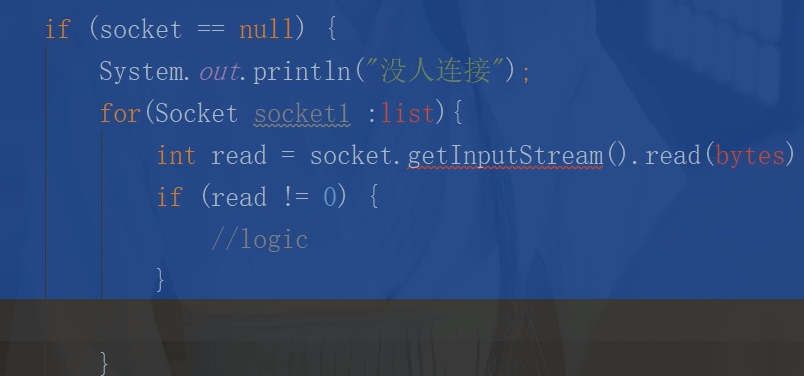 if (socket == null) {
System.out.println("没人连接");
for(Socket socket1 :list){
int read = socket.getInputStream().read(bytes)
if (read != 0) {
//logic
}
}